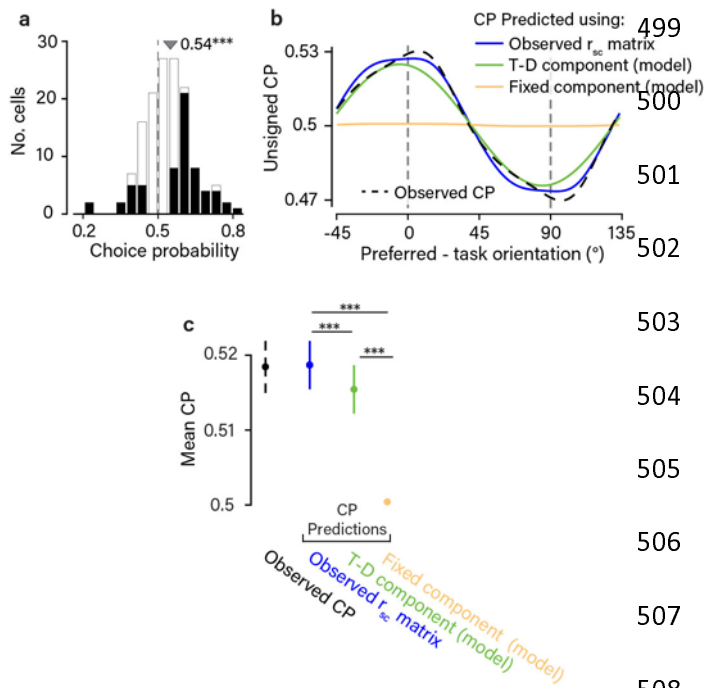 a
0.54***
No. cells
30
20
10
0
0.2
0.5
0.8
Choice probability
b
CP Predicted using:
Observed rsc matrix
T-D component (model)
Fixed component (model)
Unsigned CP
0.53
0.5
0.47
Observed CP
-45
0
45
90
135
Preferred - task orientation (°)
c
***
***
***
Mean CP
0.52
0.51
0.5
CP
Predictions
Observed CP
Observed rsc matrix
T-D component (model)
Fixed component (model)
499
500
501
502
503
504
505
506
507
508